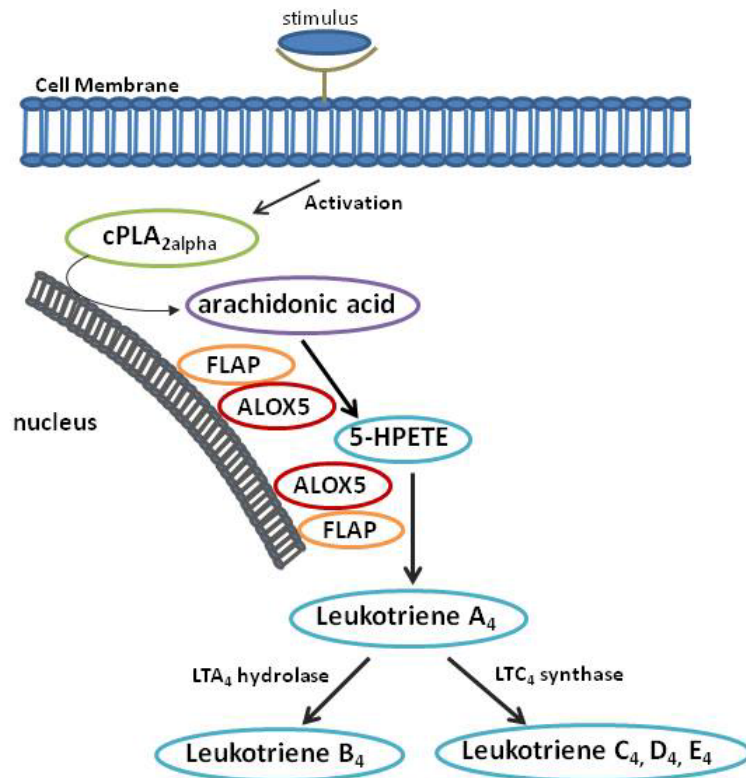 stimulus
Cell Membrane
Activation
cPLA2alpha
arachidonic acid
FLAP
ALOX5
nucleus
5-HPETE
ALOX5
FLAP
Leukotriene A4
LTA4 hydrolase
LTC4 synthase
Leukotriene B4
Leukotriene C4, D4, E4